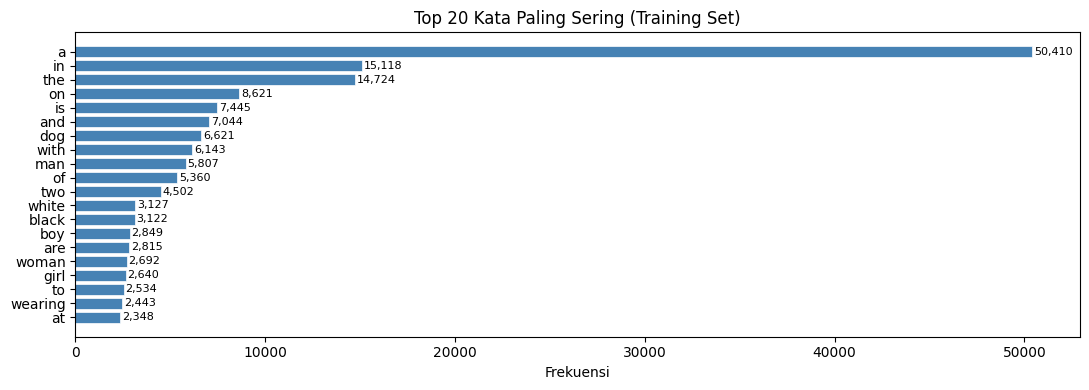 Top 20 Kata Paling Sering (Training Set)
a 50,410
in 15,118
the 14,724
on 8,621
is 7,445
and 7,044
dog 6,621
with 6,143
man 5,807
of 5,360
two 4,502
white 3,127
black 3,122
boy 2,849
are 2,815
woman 2,692
girl 2,640
to 2,534
wearing 2,443
at 2,348
0 10000 20000 30000 40000 50000
Frekuensi